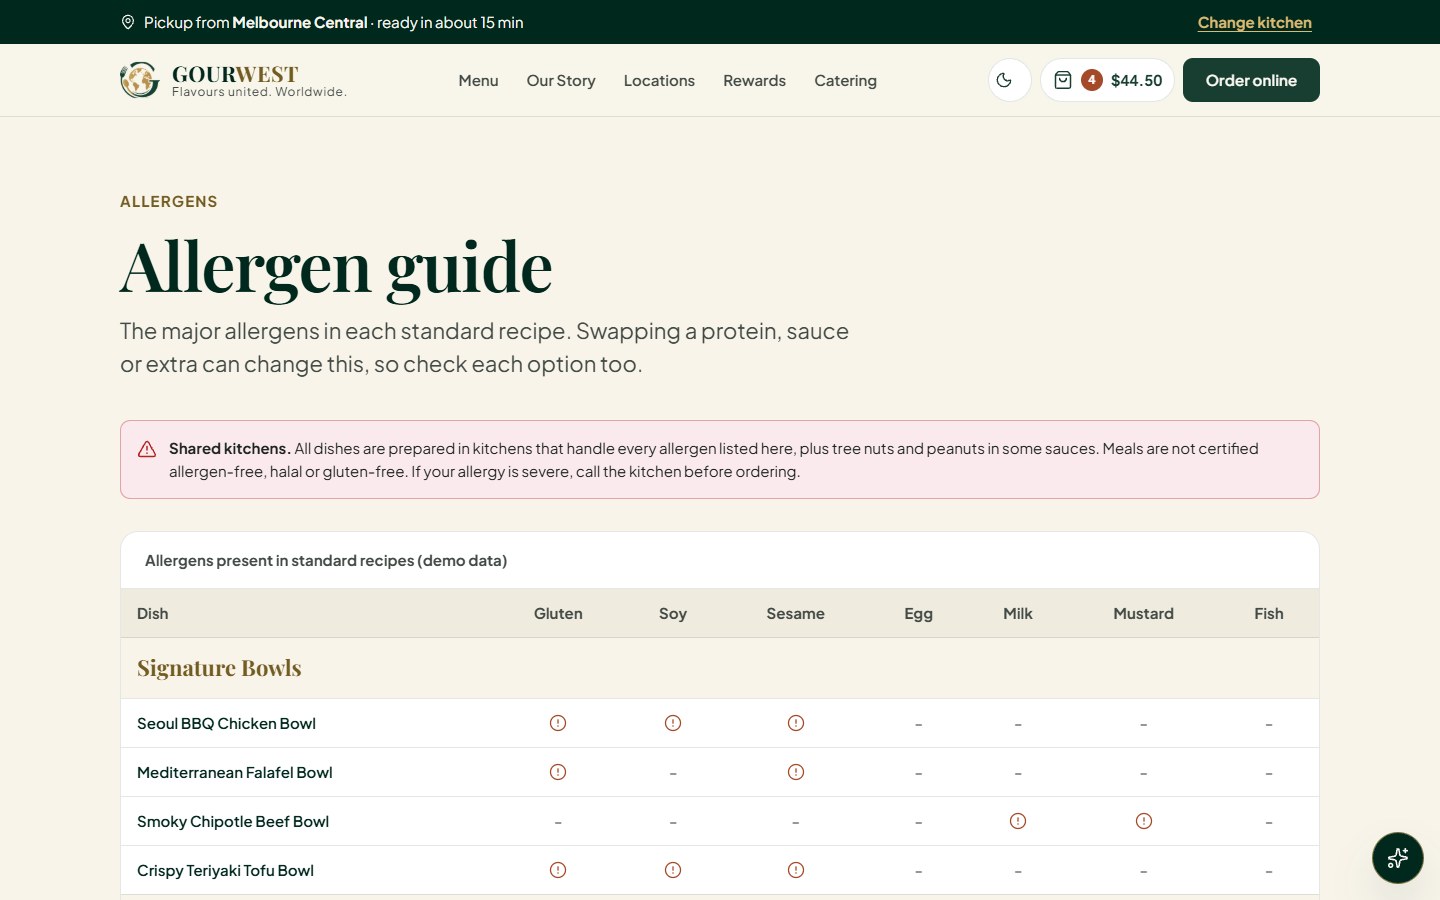 Pickup from Melbourne Central · ready in about 15 min
Change kitchen
GOURWEST
Flavours united. Worldwide.
Menu
Our Story
Locations
Rewards
Catering
4
$44.50
Order online
ALLERGENS
Allergen guide
The major allergens in each standard recipe. Swapping a protein, sauce
or extra can change this, so check each option too.
Shared kitchens. All dishes are prepared in kitchens that handle every allergen listed here, plus tree nuts and peanuts in some sauces. Meals are not certified
allergen-free, halal or gluten-free. If your allergy is severe, call the kitchen before ordering.
Allergens present in standard recipes (demo data)
Dish Gluten Soy Sesame Egg Milk Mustard Fish
Signature Bowls
Seoul BBQ Chicken Bowl – – – –
Mediterranean Falafel Bowl – – – – –
Smoky Chipotle Beef Bowl – – – – –
Crispy Teriyaki Tofu Bowl – – – –